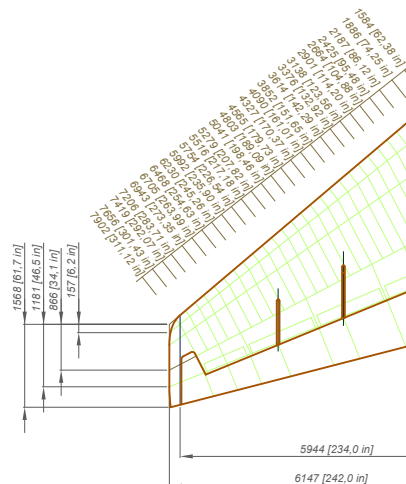 1584 [62,38 in]
1886 [74,25 in]
2187 [86,12 in]
2425 [95,48 in]
2664 [104,88 in]
2901 [114,20 in]
3138 [123,56 in]
3376 [132,92 in]
3614 [142,29 in]
3852 [151,65 in]
4090 [161,01 in]
4327 [170,37 in]
4565 [179,73 in]
4803 [189,09 in]
5041 [198,46 in]
5279 [207,82 in]
5516 [217,18 in]
5754 [226,54 in]
5992 [235,90 in]
6230 [245,26 in]
6468 [254,63 in]
6705 [263,99 in]
6943 [273,35 in]
7206 [283,71 in]
7419 [292,07 in]
7656 [301,43 in]
7902 [311,12 in]
1568 [61,7 in]
1181 [46,5 in]
866 [34,1 in]
157 [6,2 in]
5944 [234,0 in]
6147 [242,0 in]